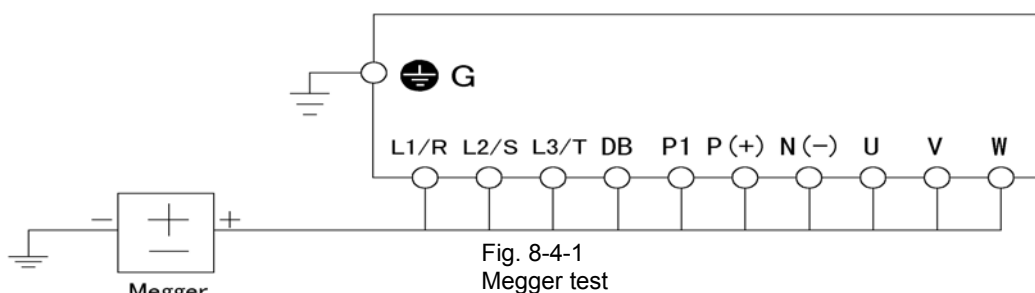 G
L1/R L2/S L3/T DB P1 P(+) N(−) U V W
− + − +
Fig. 8-4-1
Megger test
Megger